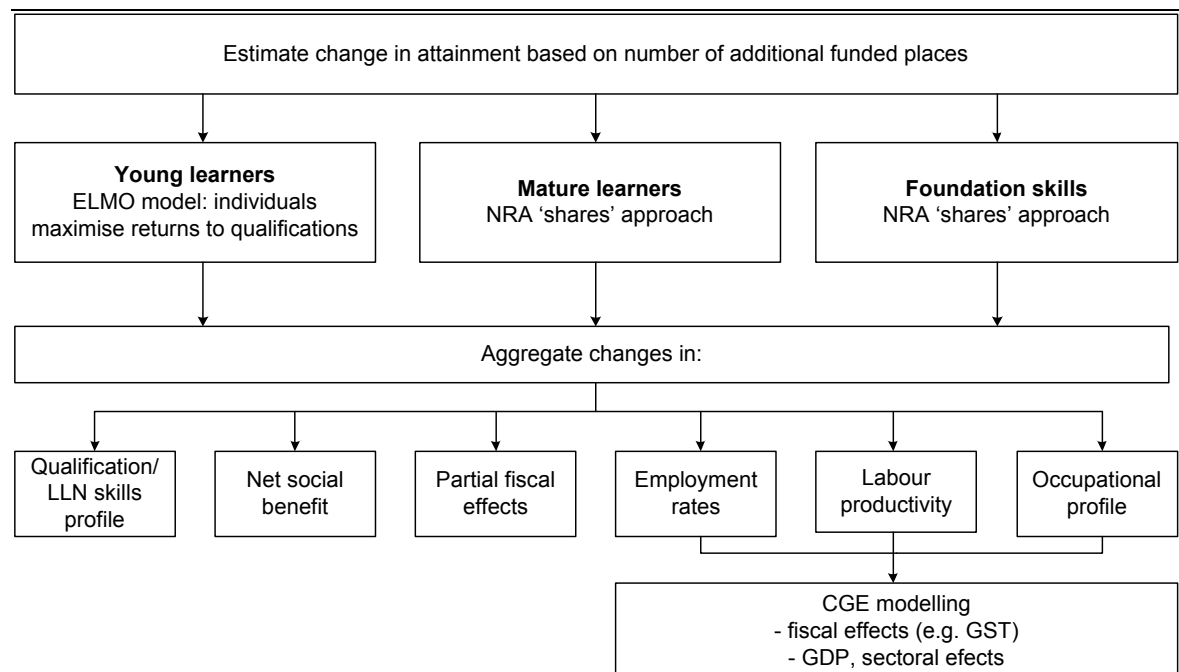 Estimate change in attainment based on number of additional funded places
Young learners
ELMO model: individuals
maximise returns to qualifications
Mature learners
NRA ‘shares’ approach
Foundation skills
NRA ‘shares’ approach
Aggregate changes in:
Qualification/
LLN skills
profile
Net social
benefit
Partial fiscal
effects
Employment
rates
Labour
productivity
Occupational
profile
CGE modelling
- fiscal effects (e.g. GST)
- GDP, sectoral efects